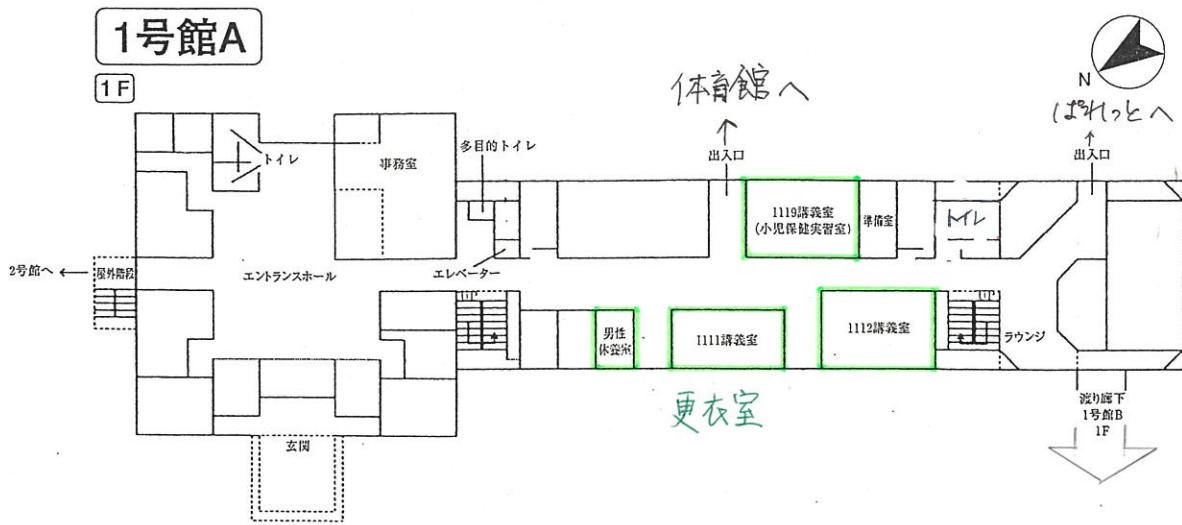 1号館A
1F
N
体育館へ
ぱれっとへ
トイレ
事務室
多目的トイレ
出入口
出入口
1119講義室
(小児保健実習室)
準備室
トイレ
2号館へ
屋外階段
エントランスホール
エレベーター
男性
休養室
1111講義室
1112講義室
ラウンジ
更衣室
渡り廊下
1号館B
1F
玄関